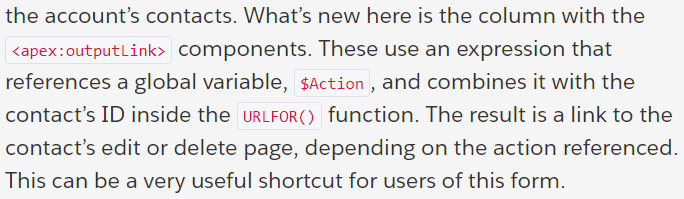 the account’s contacts. What’s new here is the column with the
<apex:outputLink> components. These use an expression that
references a global variable, $Action, and combines it with the
contact’s ID inside the URLFOR() function. The result is a link to the
contact’s edit or delete page, depending on the action referenced.
This can be a very useful shortcut for users of this form.